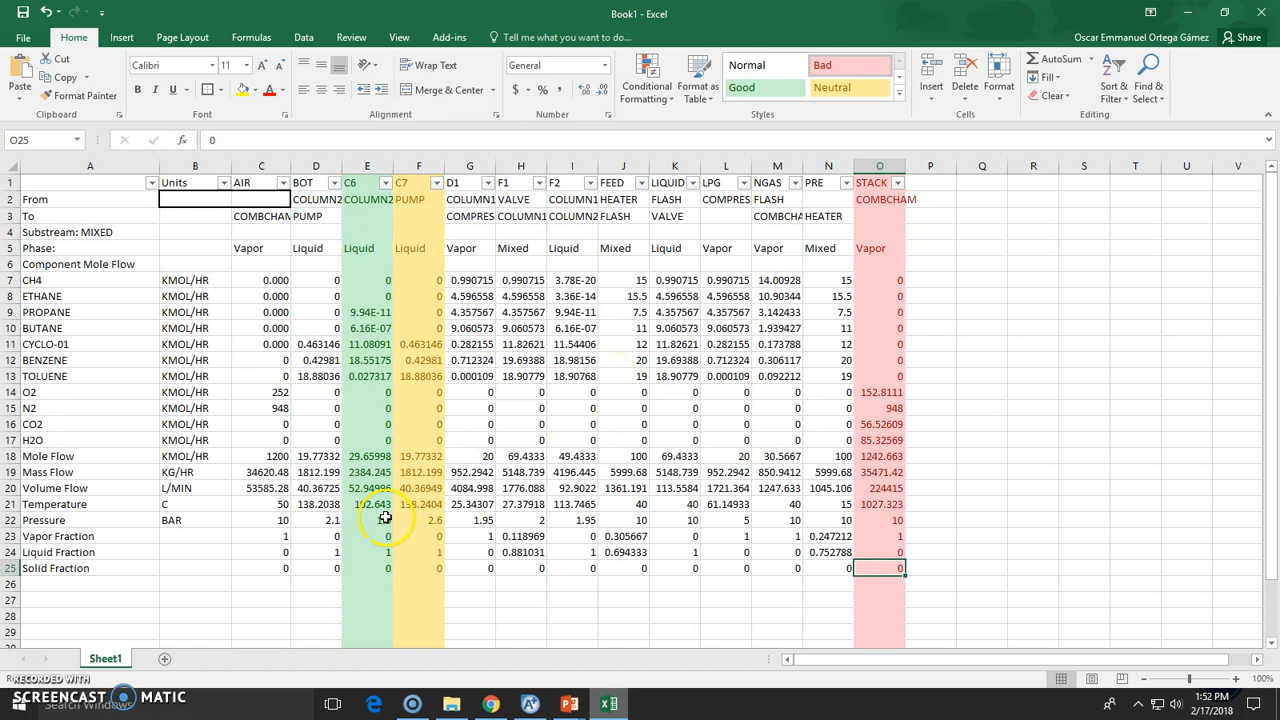 Book1 - Excel
File Home Insert Page Layout Formulas Data Review View Add-ins Tell me what you want to do Oscar Emmanuel Ortega Gámez Share
Cut Calibri 11 Wrap Text General Normal Bad AutoSum
Copy Paste Conditional Format as Insert Delete Format Fill Sort & Find &
Format Painter B I U Merge & Center $ % , Formatting Table Good Neutral Clear Filter Select
Clipboard Font Alignment Number Styles Cells Editing
O25 fx 0
A B C D E F G H I J K L M N O P Q R S T U V
1 Units AIR BOT C6 C7 D1 F1 F2 FEED LIQUID LPG NGAS PRE STACK
2 From COLUMN2 COLUMN2 PUMP COLUMN1 VALVE COLUMN1 HEATER FLASH COMPRES FLASH COMBCHAM
3 To COMBCHAM PUMP COMPRES COLUMN1 COLUMN2 FLASH VALVE COMBCHA HEATER
4 Substream: MIXED
5 Phase: Vapor Liquid Liquid Liquid Vapor Mixed Liquid Mixed Liquid Vapor Vapor Mixed Vapor
6 Component Mole Flow
7 CH4 KMOL/HR 0.000 0 0 0 0.990715 0.990715 3.78E-20 15 0.990715 0.990715 14.00928 15 0
8 ETHANE KMOL/HR 0.000 0 0 0 4.596558 4.596558 3.36E-14 15.5 4.596558 4.596558 10.90344 15.5 0
9 PROPANE KMOL/HR 0.000 0 9.94E-11 0 4.357567 4.357567 9.94E-11 7.5 4.357567 4.357567 3.142433 7.5 0
10 BUTANE KMOL/HR 0.000 0 6.16E-07 0 9.060573 9.060573 6.16E-07 11 9.060573 9.060573 1.939427 11 0
11 CYCLO-01 KMOL/HR 0.000 0.463146 11.08091 0.463146 0.282155 11.82621 11.54406 12 11.82621 0.282155 0.173788 12 0
12 BENZENE KMOL/HR 0 0.42981 18.55175 0.42981 0.712324 19.69388 18.98156 20 19.69388 0.712324 0.306117 20 0
13 TOLUENE KMOL/HR 0 18.88036 0.027317 18.88036 0.000109 18.90779 18.90768 19 18.90779 0.000109 0.092212 19 0
14 O2 KMOL/HR 252 0 0 0 0 0 0 0 0 0 0 0 152.8111
15 N2 KMOL/HR 948 0 0 0 0 0 0 0 0 0 0 0 948
16 CO2 KMOL/HR 0 0 0 0 0 0 0 0 0 0 0 0 56.52609
17 H2O KMOL/HR 0 0 0 0 0 0 0 0 0 0 0 0 85.32569
18 Mole Flow KMOL/HR 1200 19.77332 29.65998 19.77332 20 69.4333 49.4333 100 69.4333 20 30.5667 100 1242.663
19 Mass Flow KG/HR 34620.48 1812.199 2384.245 1812.199 952.2942 5148.739 4196.445 5999.68 5148.739 952.2942 850.9412 5999.68 35471.42
20 Volume Flow L/MIN 53585.28 40.36725 52.94996 40.36949 4084.998 1776.088 92.9022 1361.191 113.5584 1721.364 1247.633 1045.106 224415
21 Temperature C 50 138.2038 102.643 138.2404 25.34307 27.37918 113.7465 40 40 61.14933 40 15 1027.323
22 Pressure BAR 10 2.1 2.6 1.95 2 1.95 10 10 5 10 10 10
23 Vapor Fraction 1 0 0 0 1 0.118969 0 0.305667 0 1 1 0.247212 1
24 Liquid Fraction 0 1 1 1 0 0.881031 1 0.694333 1 0 0 0.752788 0
25 Solid Fraction 0 0 0 0 0 0 0 0 0 0 0 0 0
26
27
28
29
Sheet1
RECORDED WITH 100%
SCREENCAST MATIC
Search Windows 1:52 PM
2/17/2018